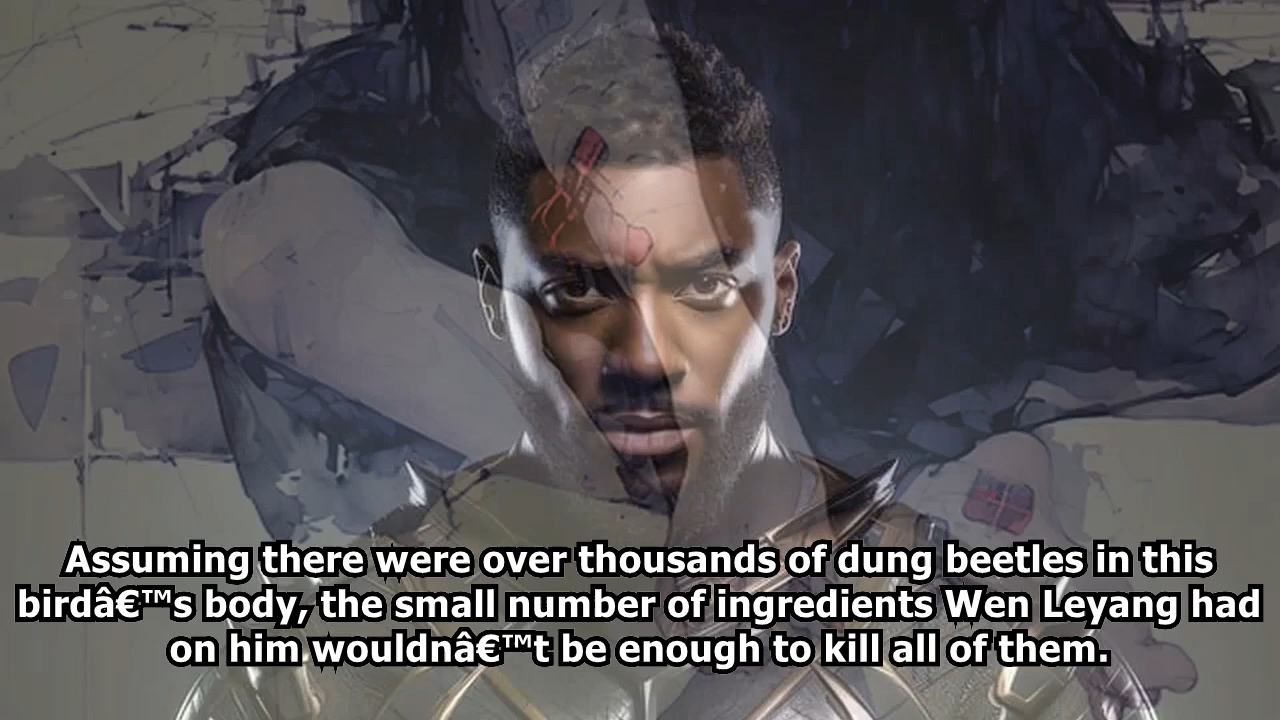 Assuming there were over thousands of dung beetles in this
birdâ€™s body, the small number of ingredients Wen Leyang had
on him wouldnâ€™t be enough to kill all of them.